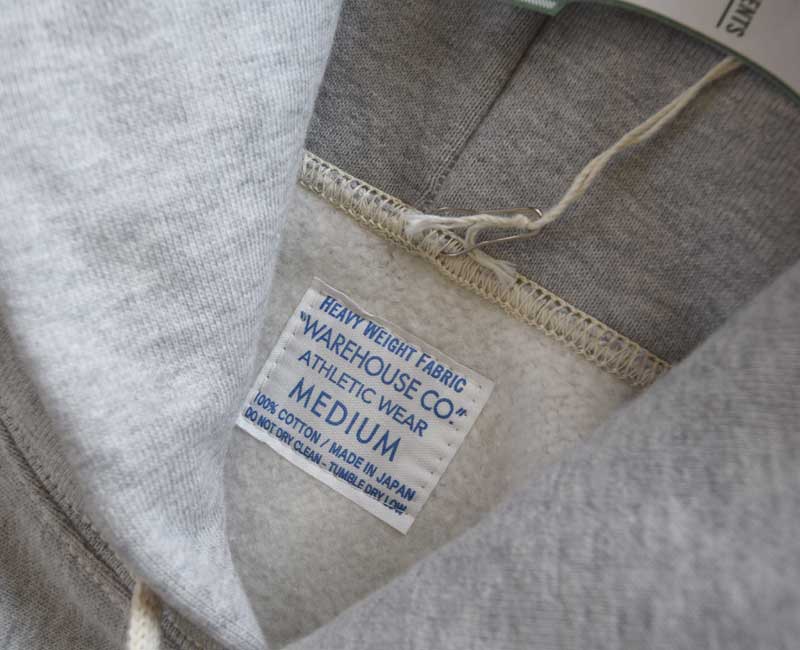 ENTS
HEAVY WEIGHT FABRIC
"WAREHOUSE CO."
ATHLETIC WEAR
MEDIUM
100% COTTON / MADE IN JAPAN
DO NOT DRY CLEAN - TUMBLE DRY LOW